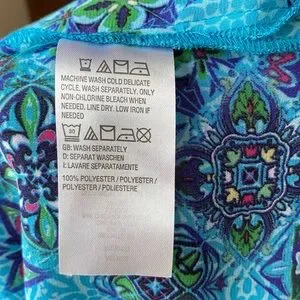 MACHINE WASH COLD DELICATE
CYCLE, WASH SEPARATELY. ONLY
NON-CHLORINE BLEACH WHEN
NEEDED. LINE DRY. LOW IRON IF
NEEDED
30
GB: WASH SEPARATELY
D: SEPARAT WASCHEN
I: LAVARE SEPARATAMENTE
100% POLYESTER / POLYESTER /
POLYESTER / POLIESTERE